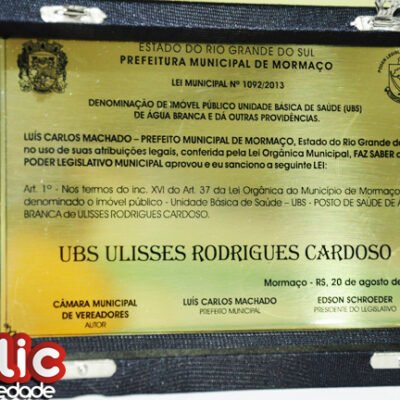 ESTADO DO RIO GRANDE DO SUL
PREFEITURA MUNICIPAL DE MORMAÇO
LEI MUNICIPAL Nº 1092/2013
DENOMINAÇÃO DE IMÓVEL PÚBLICO UNIDADE BÁSICA DE SAÚDE (UBS)
DE ÁGUA BRANCA E DÁ OUTRAS PROVIDÊNCIAS.
LUÍS CARLOS MACHADO – PREFEITO MUNICIPAL DE MORMAÇO, Estado do Rio Grande d
no uso de suas atribuições legais, conferida pela Lei Orgânica Municipal, FAZ SABER
PODER LEGISLATIVO MUNICIPAL aprovou e eu sanciono a seguinte LEI:
Art. 1º - Nos termos do inc. XVI do Art. 37 da Lei Orgânica do Município de Mormaço
denominado o imóvel público - Unidade Básica de Saúde – UBS - POSTO DE SAÚDE DE Á
BRANCA de ULISSES RODRIGUES CARDOSO.
UBS ULISSES RODRIGUES CARDOSO
Mormaço - RS, 20 de agosto de
CÂMARA MUNICIPAL
DE VEREADORES
AUTOR
LUÍS CARLOS MACHADO
PREFEITO MUNICIPAL
EDSON SCHROEDER
PRESIDENTE DO LEGISLATIVO
lic
iedade